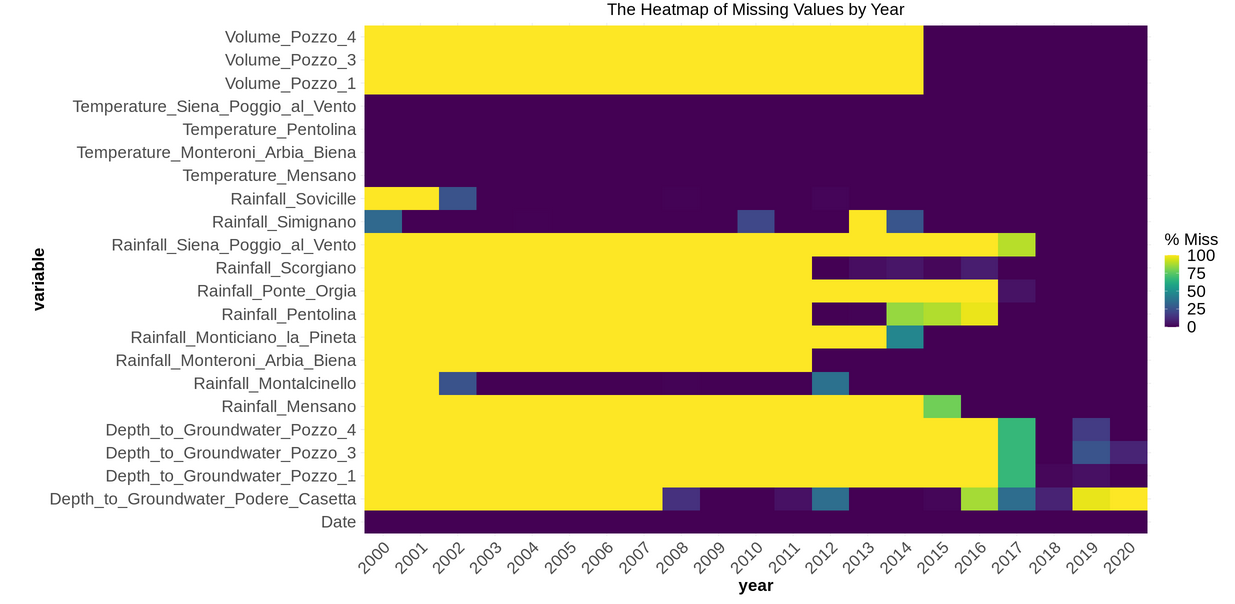 The Heatmap of Missing Values by Year
variable
Volume_Pozzo_4
Volume_Pozzo_3
Volume_Pozzo_1
Temperature_Siena_Poggio_al_Vento
Temperature_Pentolina
Temperature_Monteroni_Arbia_Biena
Temperature_Mensano
Rainfall_Sovicille
Rainfall_Simignano
Rainfall_Siena_Poggio_al_Vento
Rainfall_Scorgiano
Rainfall_Ponte_Orgia
Rainfall_Pentolina
Rainfall_Monticiano_la_Pineta
Rainfall_Monteroni_Arbia_Biena
Rainfall_Montalcinello
Rainfall_Mensano
Depth_to_Groundwater_Pozzo_4
Depth_to_Groundwater_Pozzo_3
Depth_to_Groundwater_Pozzo_1
Depth_to_Groundwater_Podere_Casetta
Date
2000 2001 2002 2003 2004 2005 2006 2007 2008 2009 2010 2011 2012 2013 2014 2015 2016 2017 2018 2019 2020
year
% Miss
100
75
50
25
0